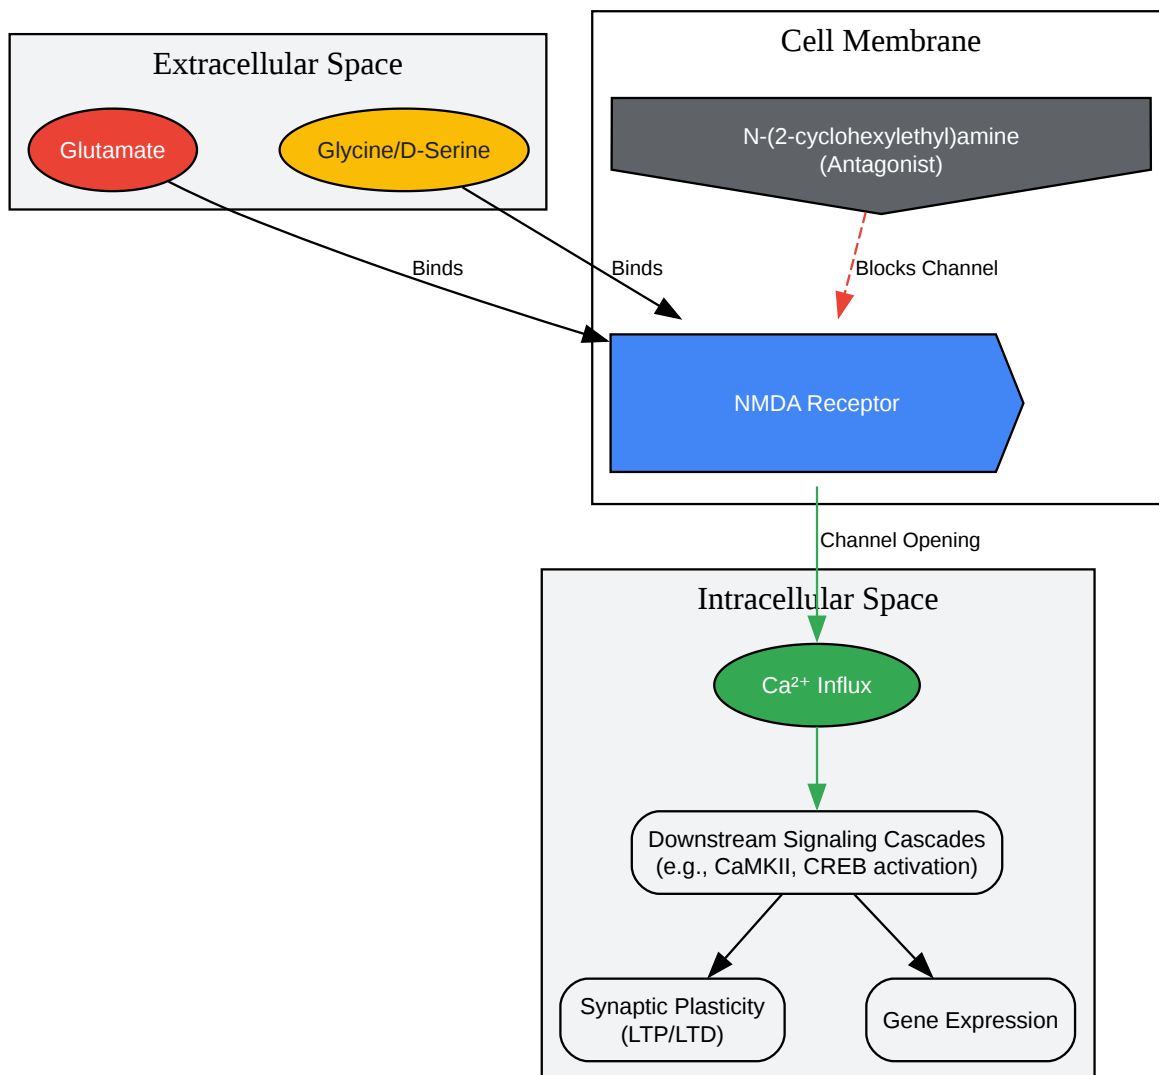 Cell Membrane
Extracellular Space
N-(2-cyclohexylethyl)amine
(Antagonist)
Glutamate
Glycine/D-Serine
Binds
Binds
Blocks Channel
NMDA Receptor
Channel Opening
Intracellular Space
Ca²⁺ Influx
Downstream Signaling Cascades
(e.g., CaMKII, CREB activation)
Synaptic Plasticity
(LTP/LTD)
Gene Expression